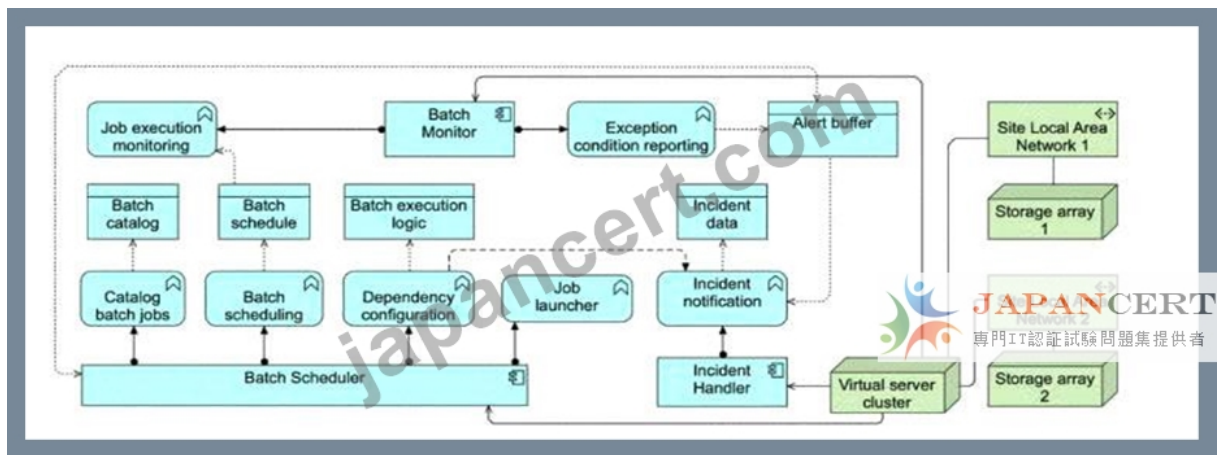 Job execution
monitoring
Batch
Monitor
Exception
condition reporting
Alert buffer
Site Local Area
Network 1
Batch
catalog
Batch
schedule
Batch execution
logic
Incident
data
Storage array
1
Catalog
batch jobs
Batch
scheduling
Dependency
configuration
Job
launcher
Incident
notification
Site Local Area
Network 2
Batch Scheduler
Incident
Handler
Virtual server
cluster
Storage array
2
japancert.com
JAPANCERT
専門IT認証試験問題集提供者